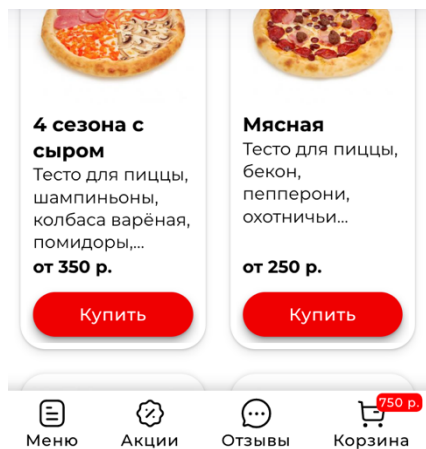 4 сезона с
сыром
Тесто для пиццы,
шампиньоны,
колбаса варёная,
помидоры,...
от 350 р.
Купить
Мясная
Тесто для пиццы,
бекон,
пепперони,
охотничьи...
от 250 р.
Купить
Меню
Акции
Отзывы
750 р.
Корзина